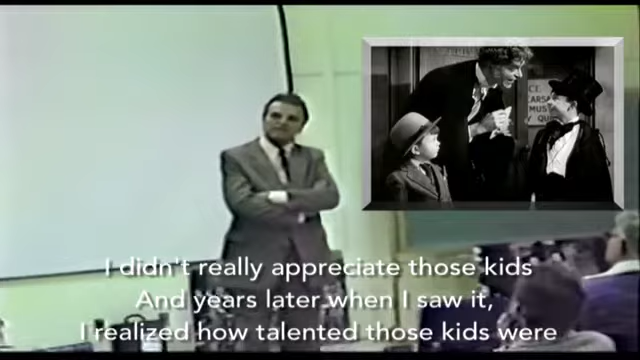 I didn't really appreciate those kids
And years later when I saw it,
I realized how talented those kids were